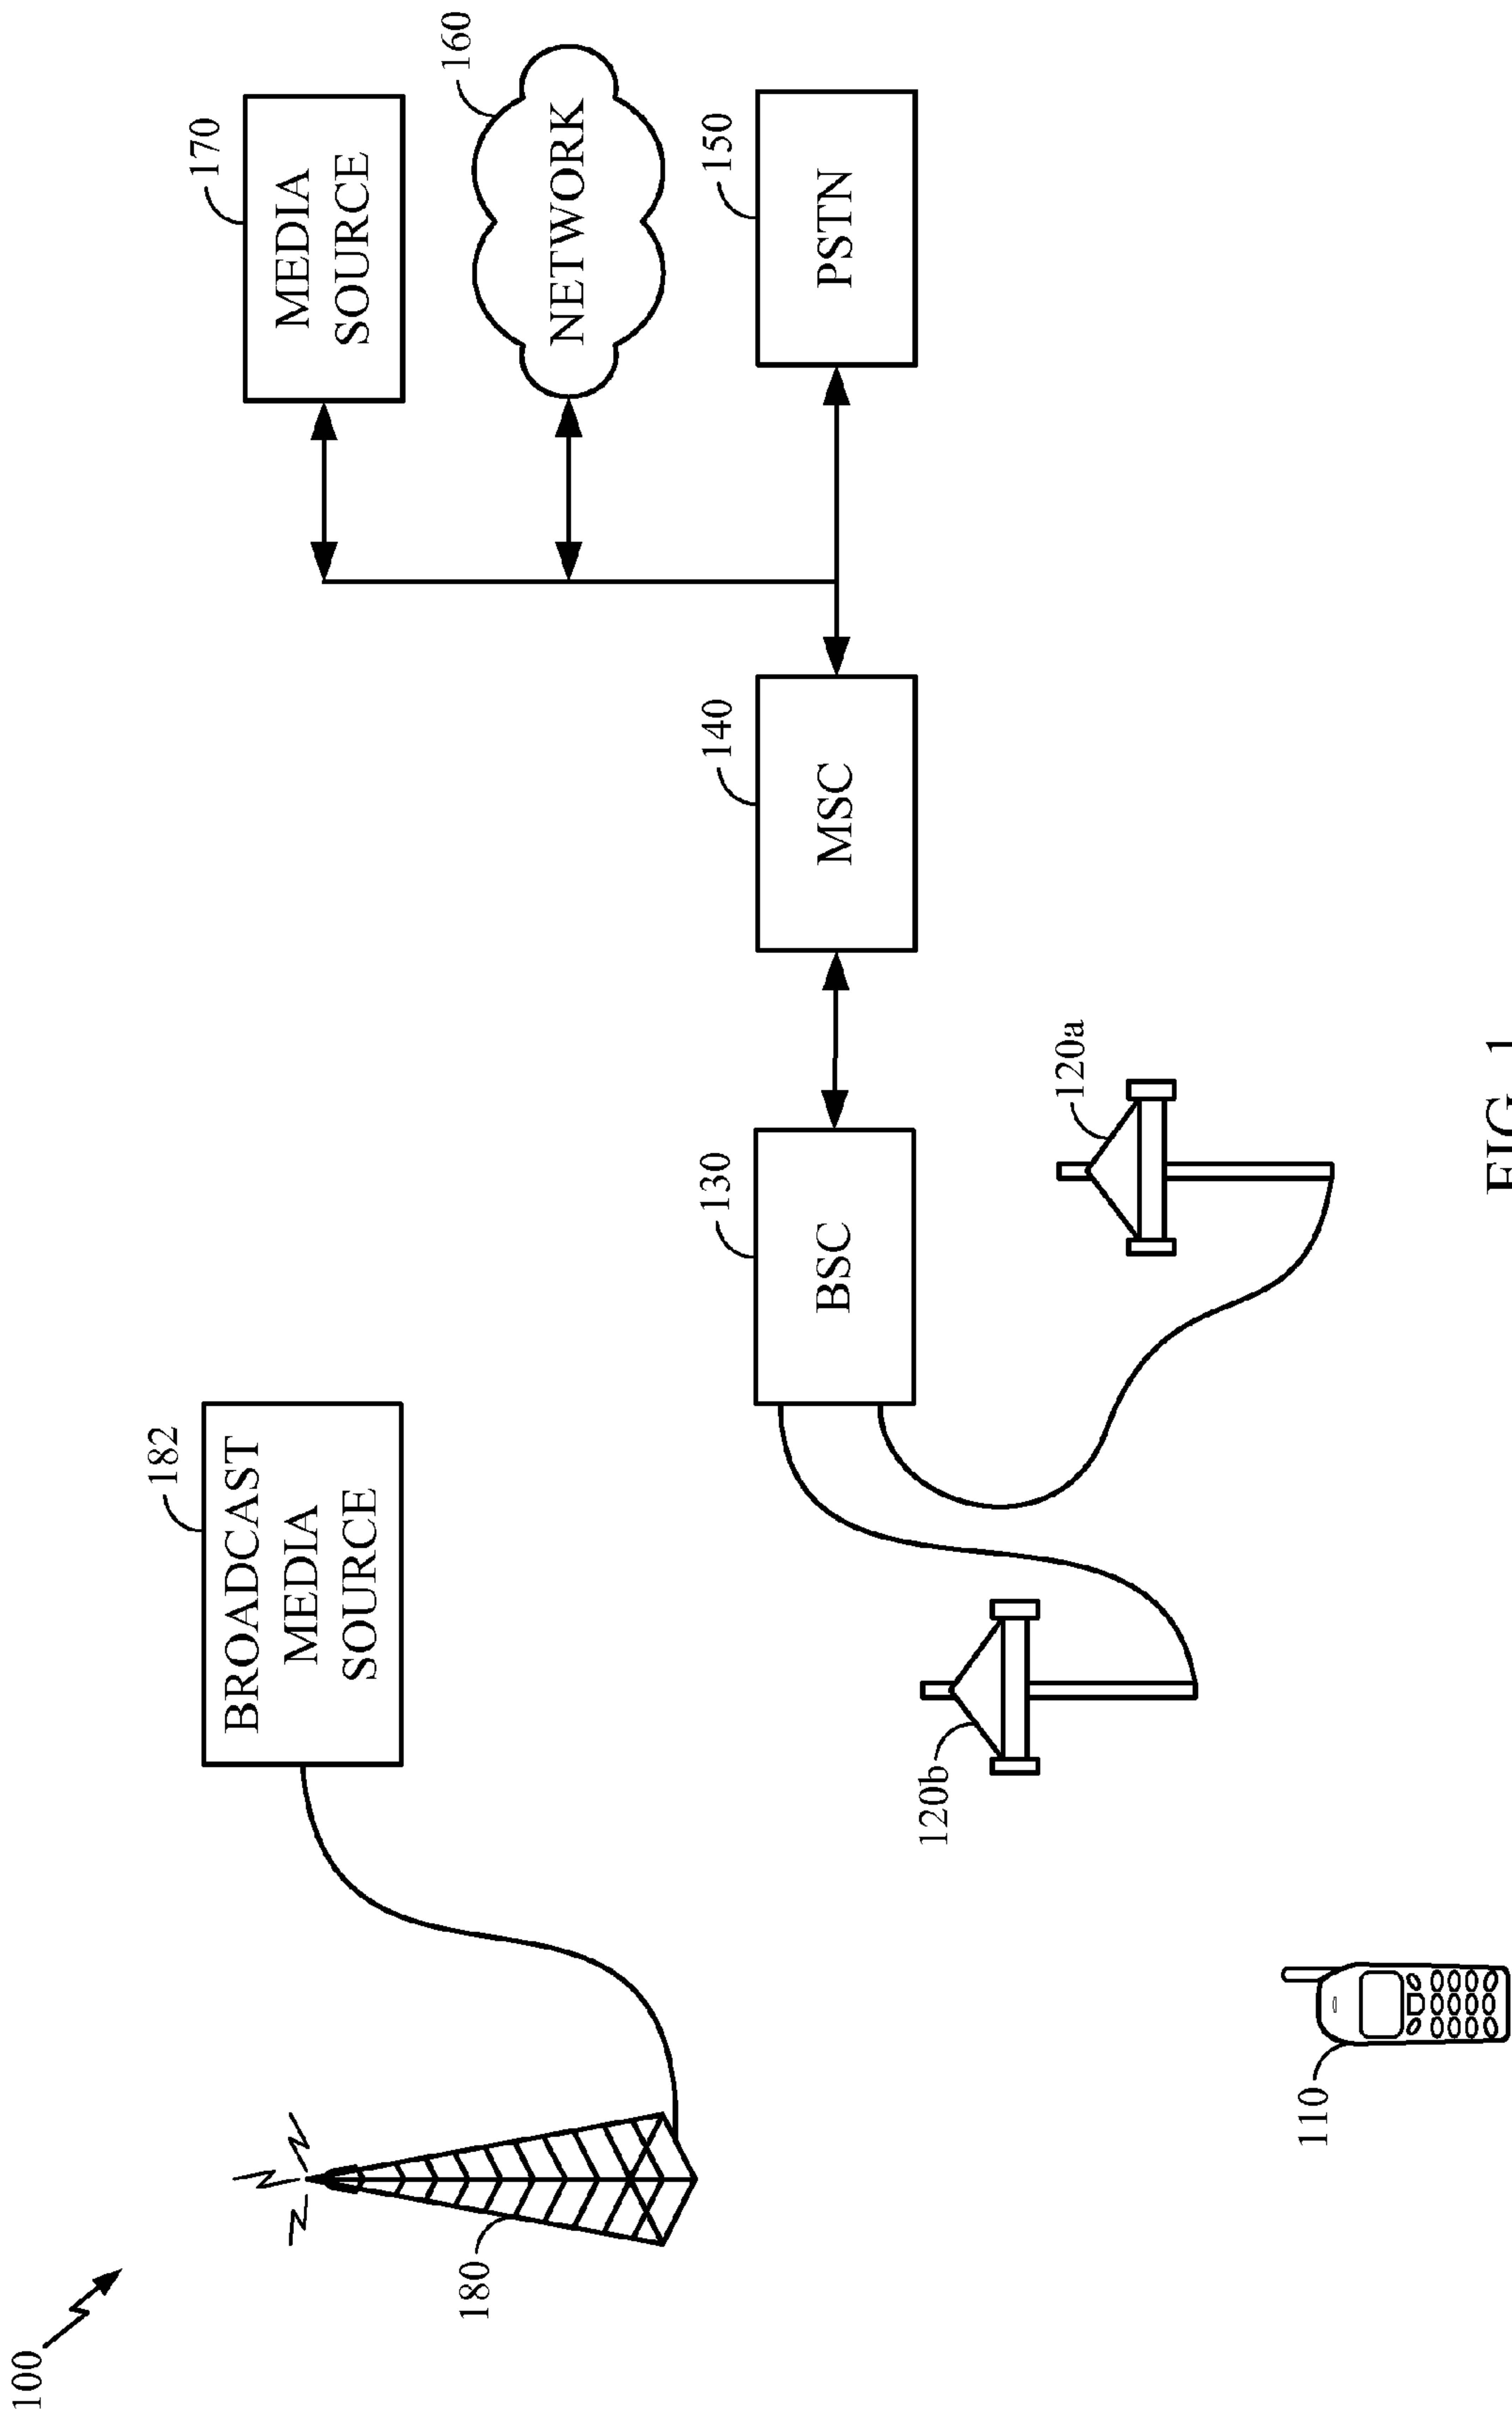 100
180
182
BROADCAST
MEDIA
SOURCE
170
MEDIA
SOURCE
160
NETWORK
150
PSTN
140
MSC
130
BSC
120a
120b
110
FIG. 1